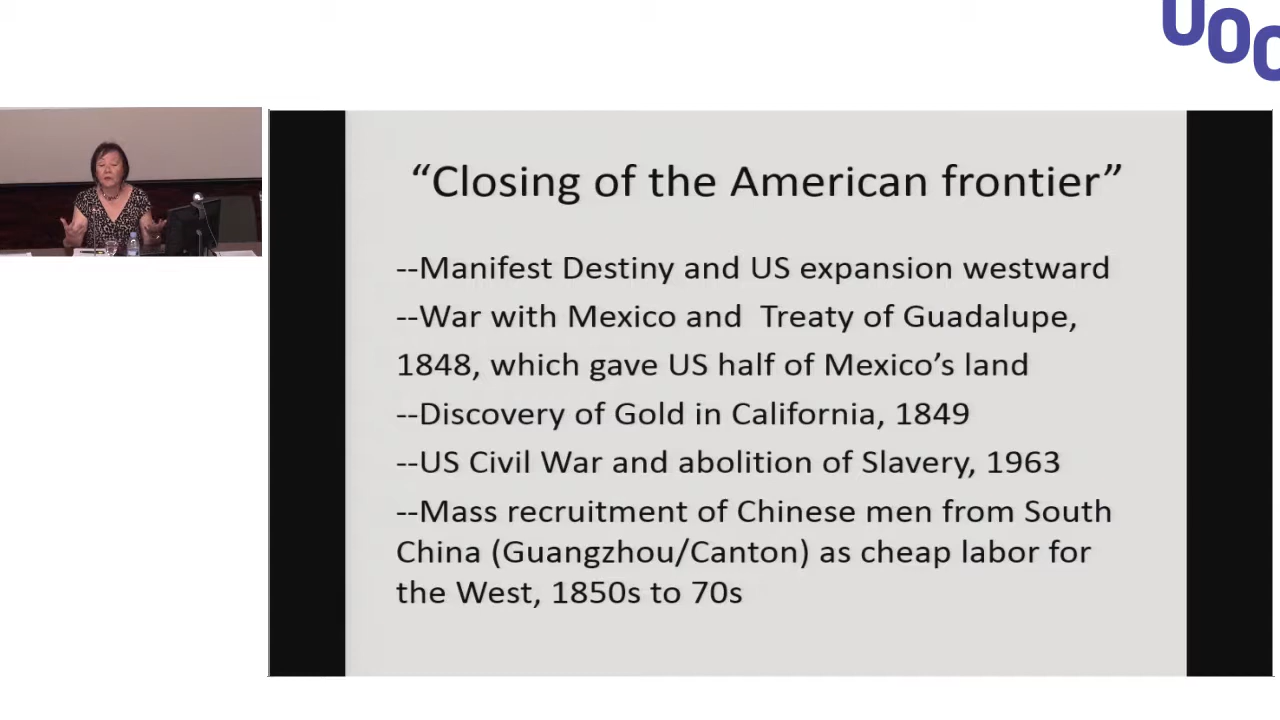 UOC
“Closing of the American frontier”
--Manifest Destiny and US expansion westward
--War with Mexico and  Treaty of Guadalupe,
1848, which gave US half of Mexico’s land
--Discovery of Gold in California, 1849
--US Civil War and abolition of Slavery, 1963
--Mass recruitment of Chinese men from South
China (Guangzhou/Canton) as cheap labor for
the West, 1850s to 70s